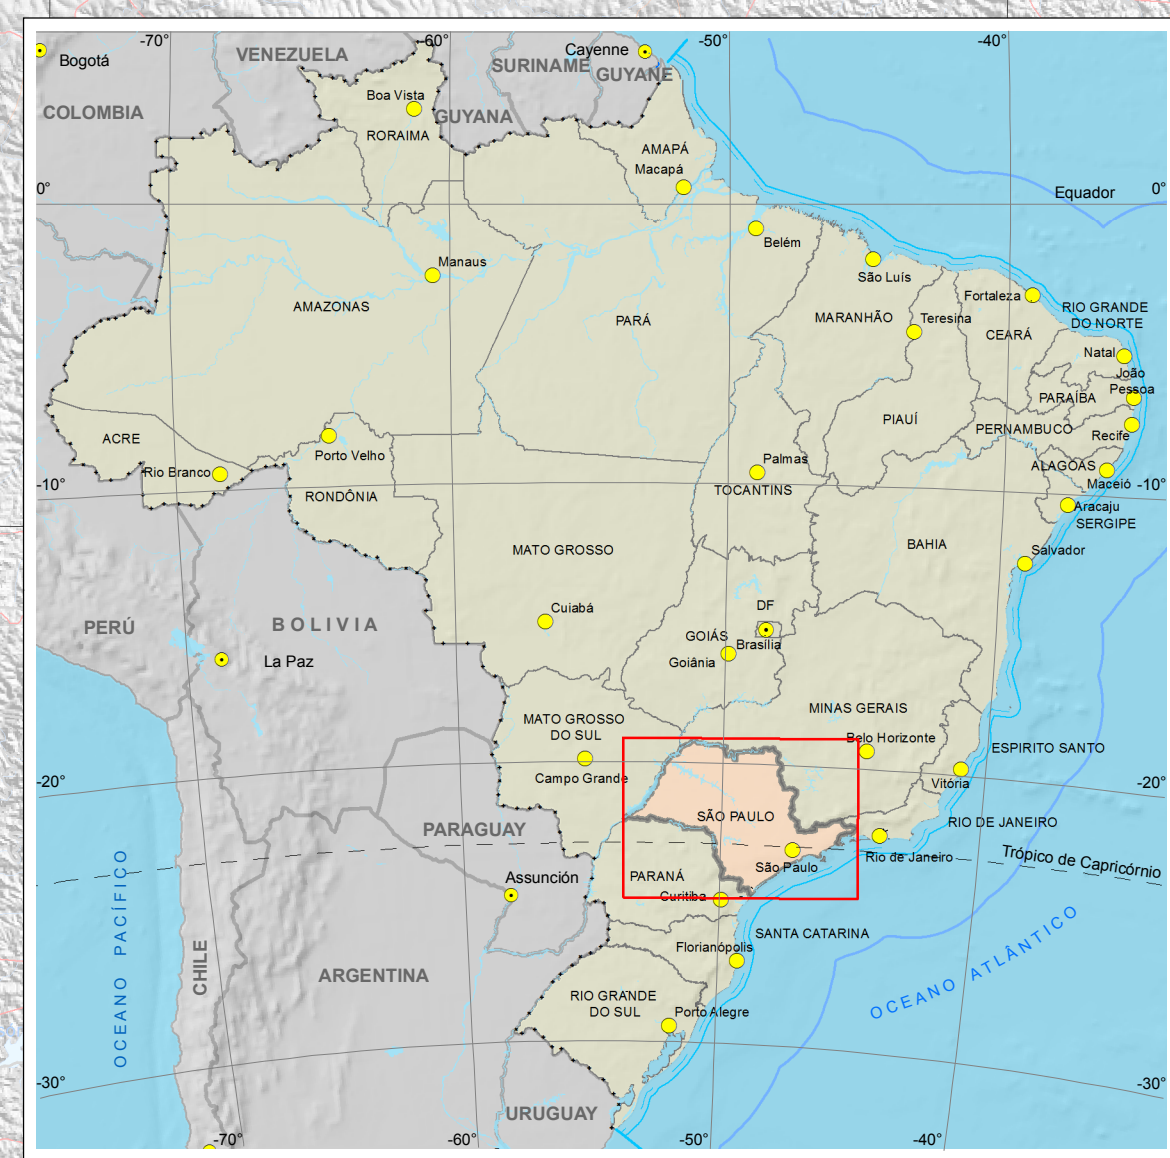 -70°
-60°
-50°
-40°
Bogotá
VENEZUELA
Cayenne
SURINAME
GUYANE
COLOMBIA
Boa Vista
GUYANA
RORAIMA
AMAPÁ
Macapá
0°
Equador
0°
Belém
Manaus
São Luís
AMAZONAS
PARÁ
MARANHÃO
Teresina
Fortaleza
CEARÁ
RIO GRANDE
DO NORTE
Natal
João
Pessoa
PARAÍBA
PIAUÍ
PERNAMBUCO
Recife
ACRE
Porto Velho
Rio Branco
RONDÔNIA
Palmas
TOCANTINS
ALAGOAS
Maceió
-10°
-10°
Aracaju
SERGIPE
MATO GROSSO
BAHIA
Salvador
Cuiabá
DF
GOIÁS
Brasília
Goiânia
PERÚ
BOLIVIA
La Paz
MATO GROSSO
DO SUL
MINAS GERAIS
Belo Horizonte
ESPIRITO SANTO
Campo Grande
Vitória
-20°
-20°
SÃO PAULO
RIO DE JANEIRO
PARAGUAY
São Paulo
Rio de Janeiro
Trópico de Capricórnio
Assunción
PARANÁ
Curitiba
SANTA CATARINA
Florianópolis
OCEANO PACÍFICO
CHILE
ARGENTINA
OCEANO ATLÂNTICO
RIO GRANDE
DO SUL
Porto Alegre
-30°
-30°
URUGUAY
-70°
-60°
-50°
-40°